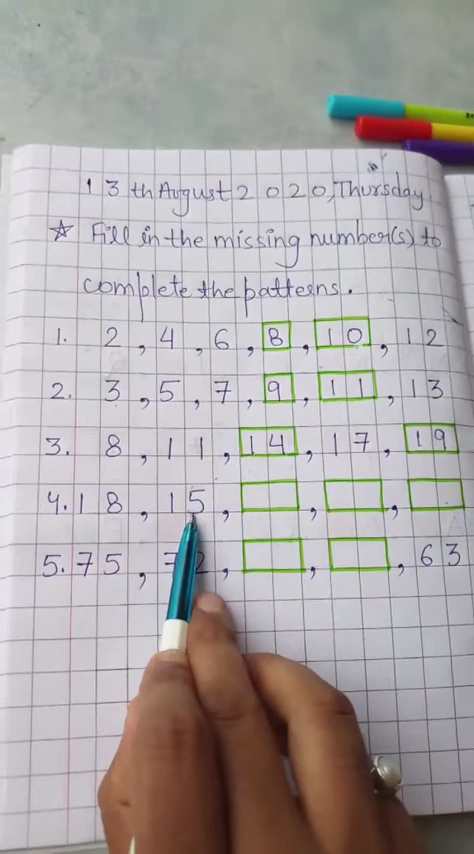 13th August 2020, Thursday
☆ Fill in the missing number(s) to
complete the patterns.
1. 2, 4, 6, 8, 10, 12
2. 3, 5, 7, 9, 11, 13
3. 8, 11, 14, 17, 19
4. 18, 15, , ,
5. 75, 72, , , 63